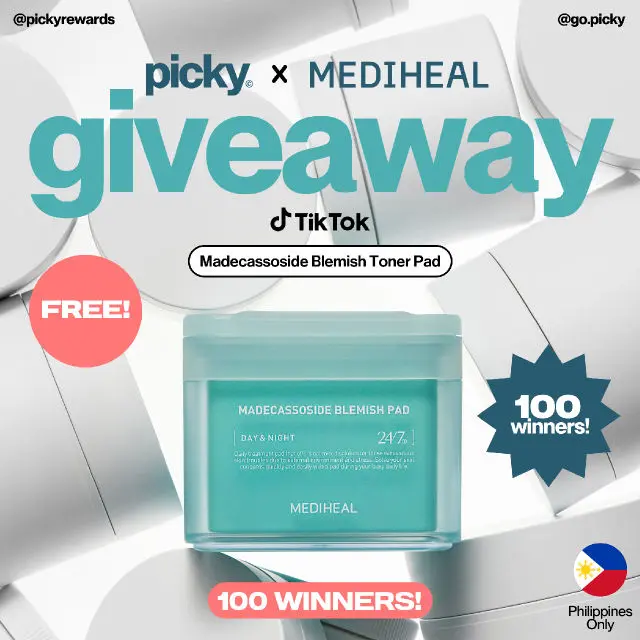 @pickyrewards
@go.picky
picky© x MEDIHEAL
giveaway
TikTok
Madecassoside Blemish Toner Pad
FREE!
MADECASSOSIDE BLEMISH PAD
DAY & NIGHT
24/7
100
winners!
MEDIHEAL
100 WINNERS!
Philippines
Only